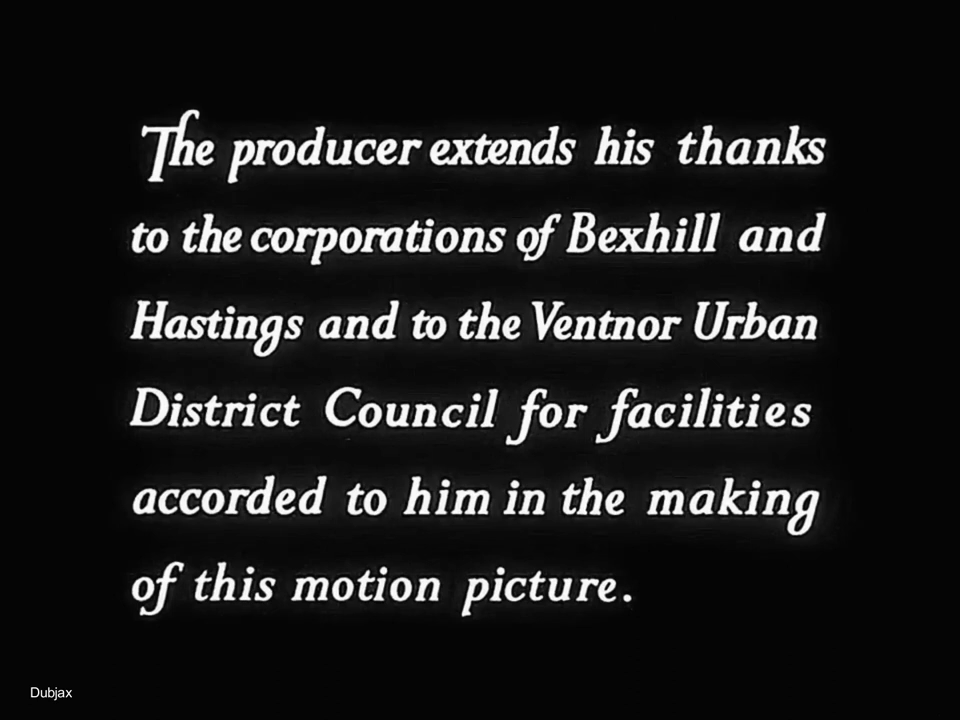 The producer extends his thanks
to the corporations of Bexhill and
Hastings and to the Ventnor Urban
District Council for facilities
accorded to him in the making
of this motion picture.
Dubjax